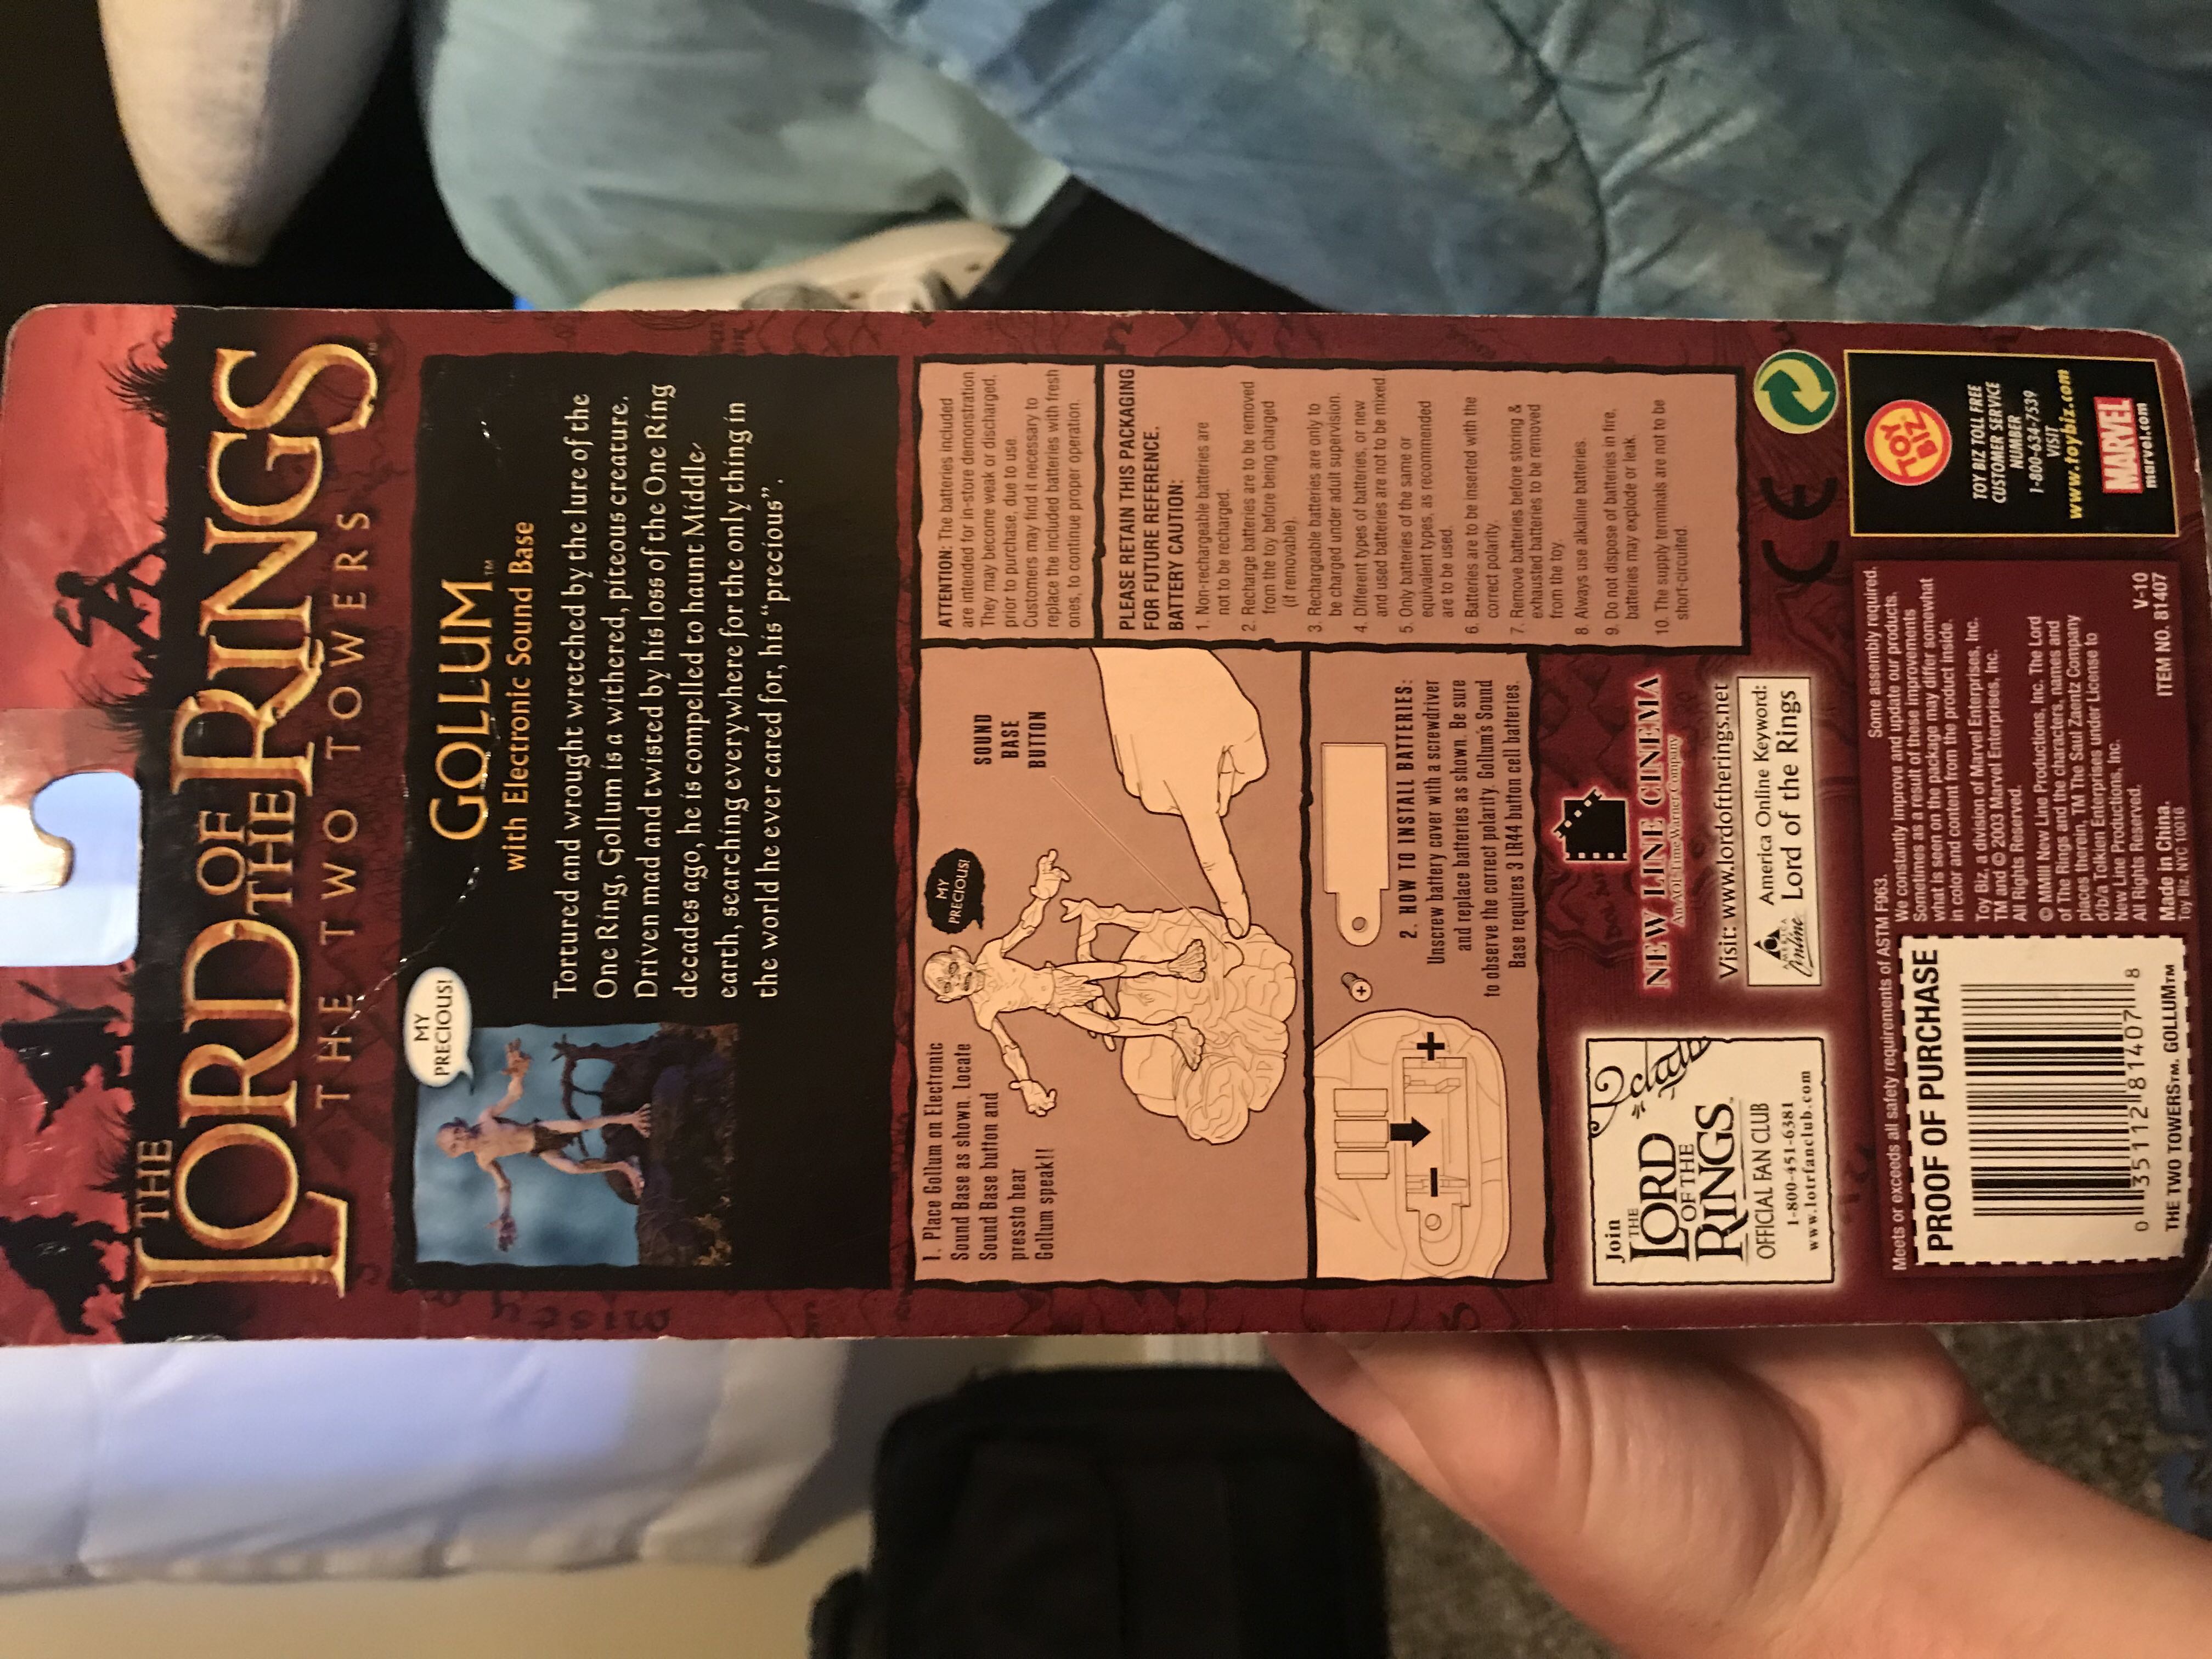 THE
LORD OF
THE RINGS™
THE TWO TOWERS
MY
PRECIOUS!
GOLLUM™
with Electronic Sound Base
Tortured and wrought wretched by the lure of the
One Ring, Gollum is a withered, piteous creature.
Driven mad and twisted by his loss of the One Ring
decades ago, he is compelled to haunt Middle-
earth, searching everywhere for the only thing in
the world he ever cared for, his "precious".
1. Place Gollum on Electronic
Sound Base as shown. Locate
Sound Base button and
pressto hear
Gollum speak!!
MY
PRECIOUS!
SOUND
BASE
BUTTON
2. HOW TO INSTALL BATTERIES:
Unscrew battery cover with a screwdriver
and replace batteries as shown. Be sure
to observe the correct polarity. Gollum's Sound
Base requires 3 LR44 button cell batteries.
ATTENTION: The batteries included
are intended for in-store demonstration.
They may become weak or discharged,
prior to purchase, due to use.
Customers may find it necessary to
replace the included batteries with fresh
ones, to continue proper operation.
PLEASE RETAIN THIS PACKAGING
FOR FUTURE REFERENCE.
BATTERY CAUTION:
1. Non-rechargeable batteries are
not to be recharged.
2. Recharge batteries are to be removed
from the toy before being charged
(if removable).
3. Rechargeable batteries are only to
be charged under adult supervision.
4. Different types of batteries, or new
and used batteries are not to be mixed.
5. Only batteries of the same or
equivalent types, as recommended
are to be used.
6. Batteries are to be inserted with the
correct polarity.
7. Remove batteries before storing &
exhausted batteries to be removed
from the toy.
8. Always use alkaline batteries.
9. Do not dispose of batteries in fire,
batteries may explode or leak.
10. The supply terminals are not to be
short-circuited.
Join
THE
LORD
OF THE
RINGS™
OFFICIAL FAN CLUB
1-800-451-6381
www.lotrfanclub.com
NEW LINE CINEMA
An AOL Time Warner Company
Visit: www.lordoftherings.net
AMERICA Online
America Online Keyword:
Lord of the Rings
CE
TOY BIZ
TOY BIZ TOLL FREE
CUSTOMER SERVICE
NUMBER
1-800-634-7539
VISIT
www.toybiz.com
MARVEL
marvel.com
Meets or exceeds all safety requirements of ASTM F963.
Some assembly required.
PROOF OF PURCHASE
0 35112 81407 8
THE TWO TOWERS™. GOLLUM™
We constantly improve and update our products.
Sometimes as a result of these improvements
what is seen on the package may differ somewhat
in color and content from the product inside.
Toy Biz, a division of Marvel Enterprises, Inc.
TM and © 2003 Marvel Enterprises, Inc.
All Rights Reserved.
© MMIII New Line Productions, Inc. The Lord
of The Rings and the characters, names and
places therein, TM The Saul Zaentz Company
d/b/a Tolkien Enterprises under License to
New Line Productions, Inc.
All Rights Reserved.
Made in China.
Toy Biz, NYC 10016
V-10
ITEM NO. 81407